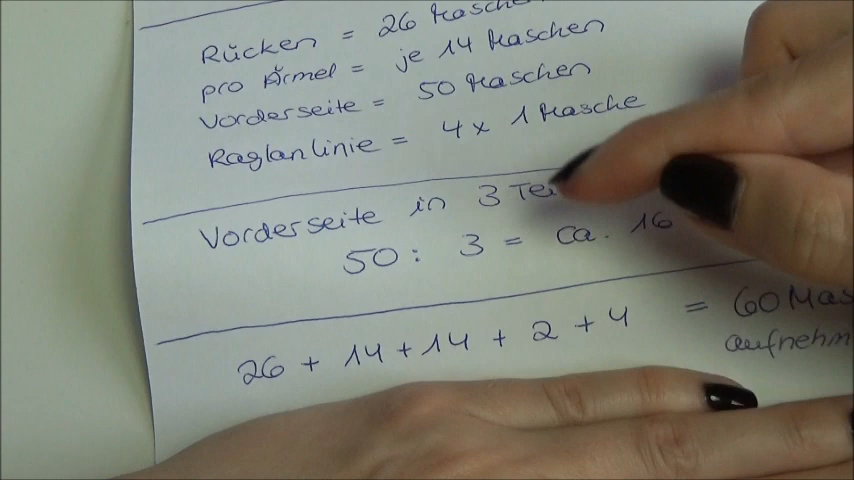 Rücken = 26 Maschen
pro Ärmel = je 14 Maschen
Vorderseite = 50 Maschen
Raglanlinie = 4 x 1 Masche
Vorderseite in 3
50 : 3 = ca. 16
26 + 14 + 14 + 2 + 4 = 60